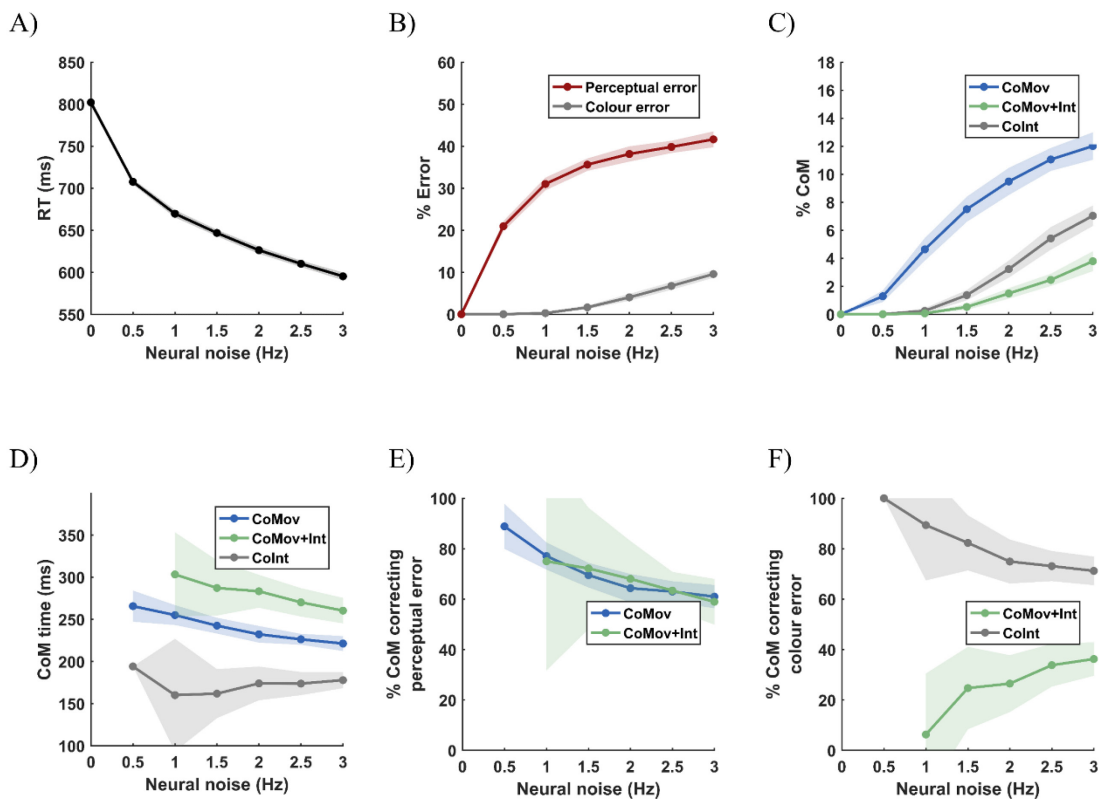 A)
850
800
750
700
650
600
550
RT (ms)
0 0.5 1 1.5 2 2.5 3
Neural noise (Hz)
B)
60
50
40
30
20
10
0
% Error
Perceptual error
Colour error
0 0.5 1 1.5 2 2.5 3
Neural noise (Hz)
C)
18
16
14
12
10
8
6
4
2
0
% CoM
CoMov
CoMov+Int
CoInt
0 0.5 1 1.5 2 2.5 3
Neural noise (Hz)
D)
350
300
250
200
150
100
CoM time (ms)
CoMov
CoMov+Int
CoInt
0 0.5 1 1.5 2 2.5 3
Neural noise (Hz)
E)
100
80
60
40
20
0
% CoM correcting
perceptual error
CoMov
CoMov+Int
0 0.5 1 1.5 2 2.5 3
Neural noise (Hz)
F)
100
80
60
40
20
0
% CoM correcting
colour error
CoMov+Int
CoInt
0 0.5 1 1.5 2 2.5 3
Neural noise (Hz)